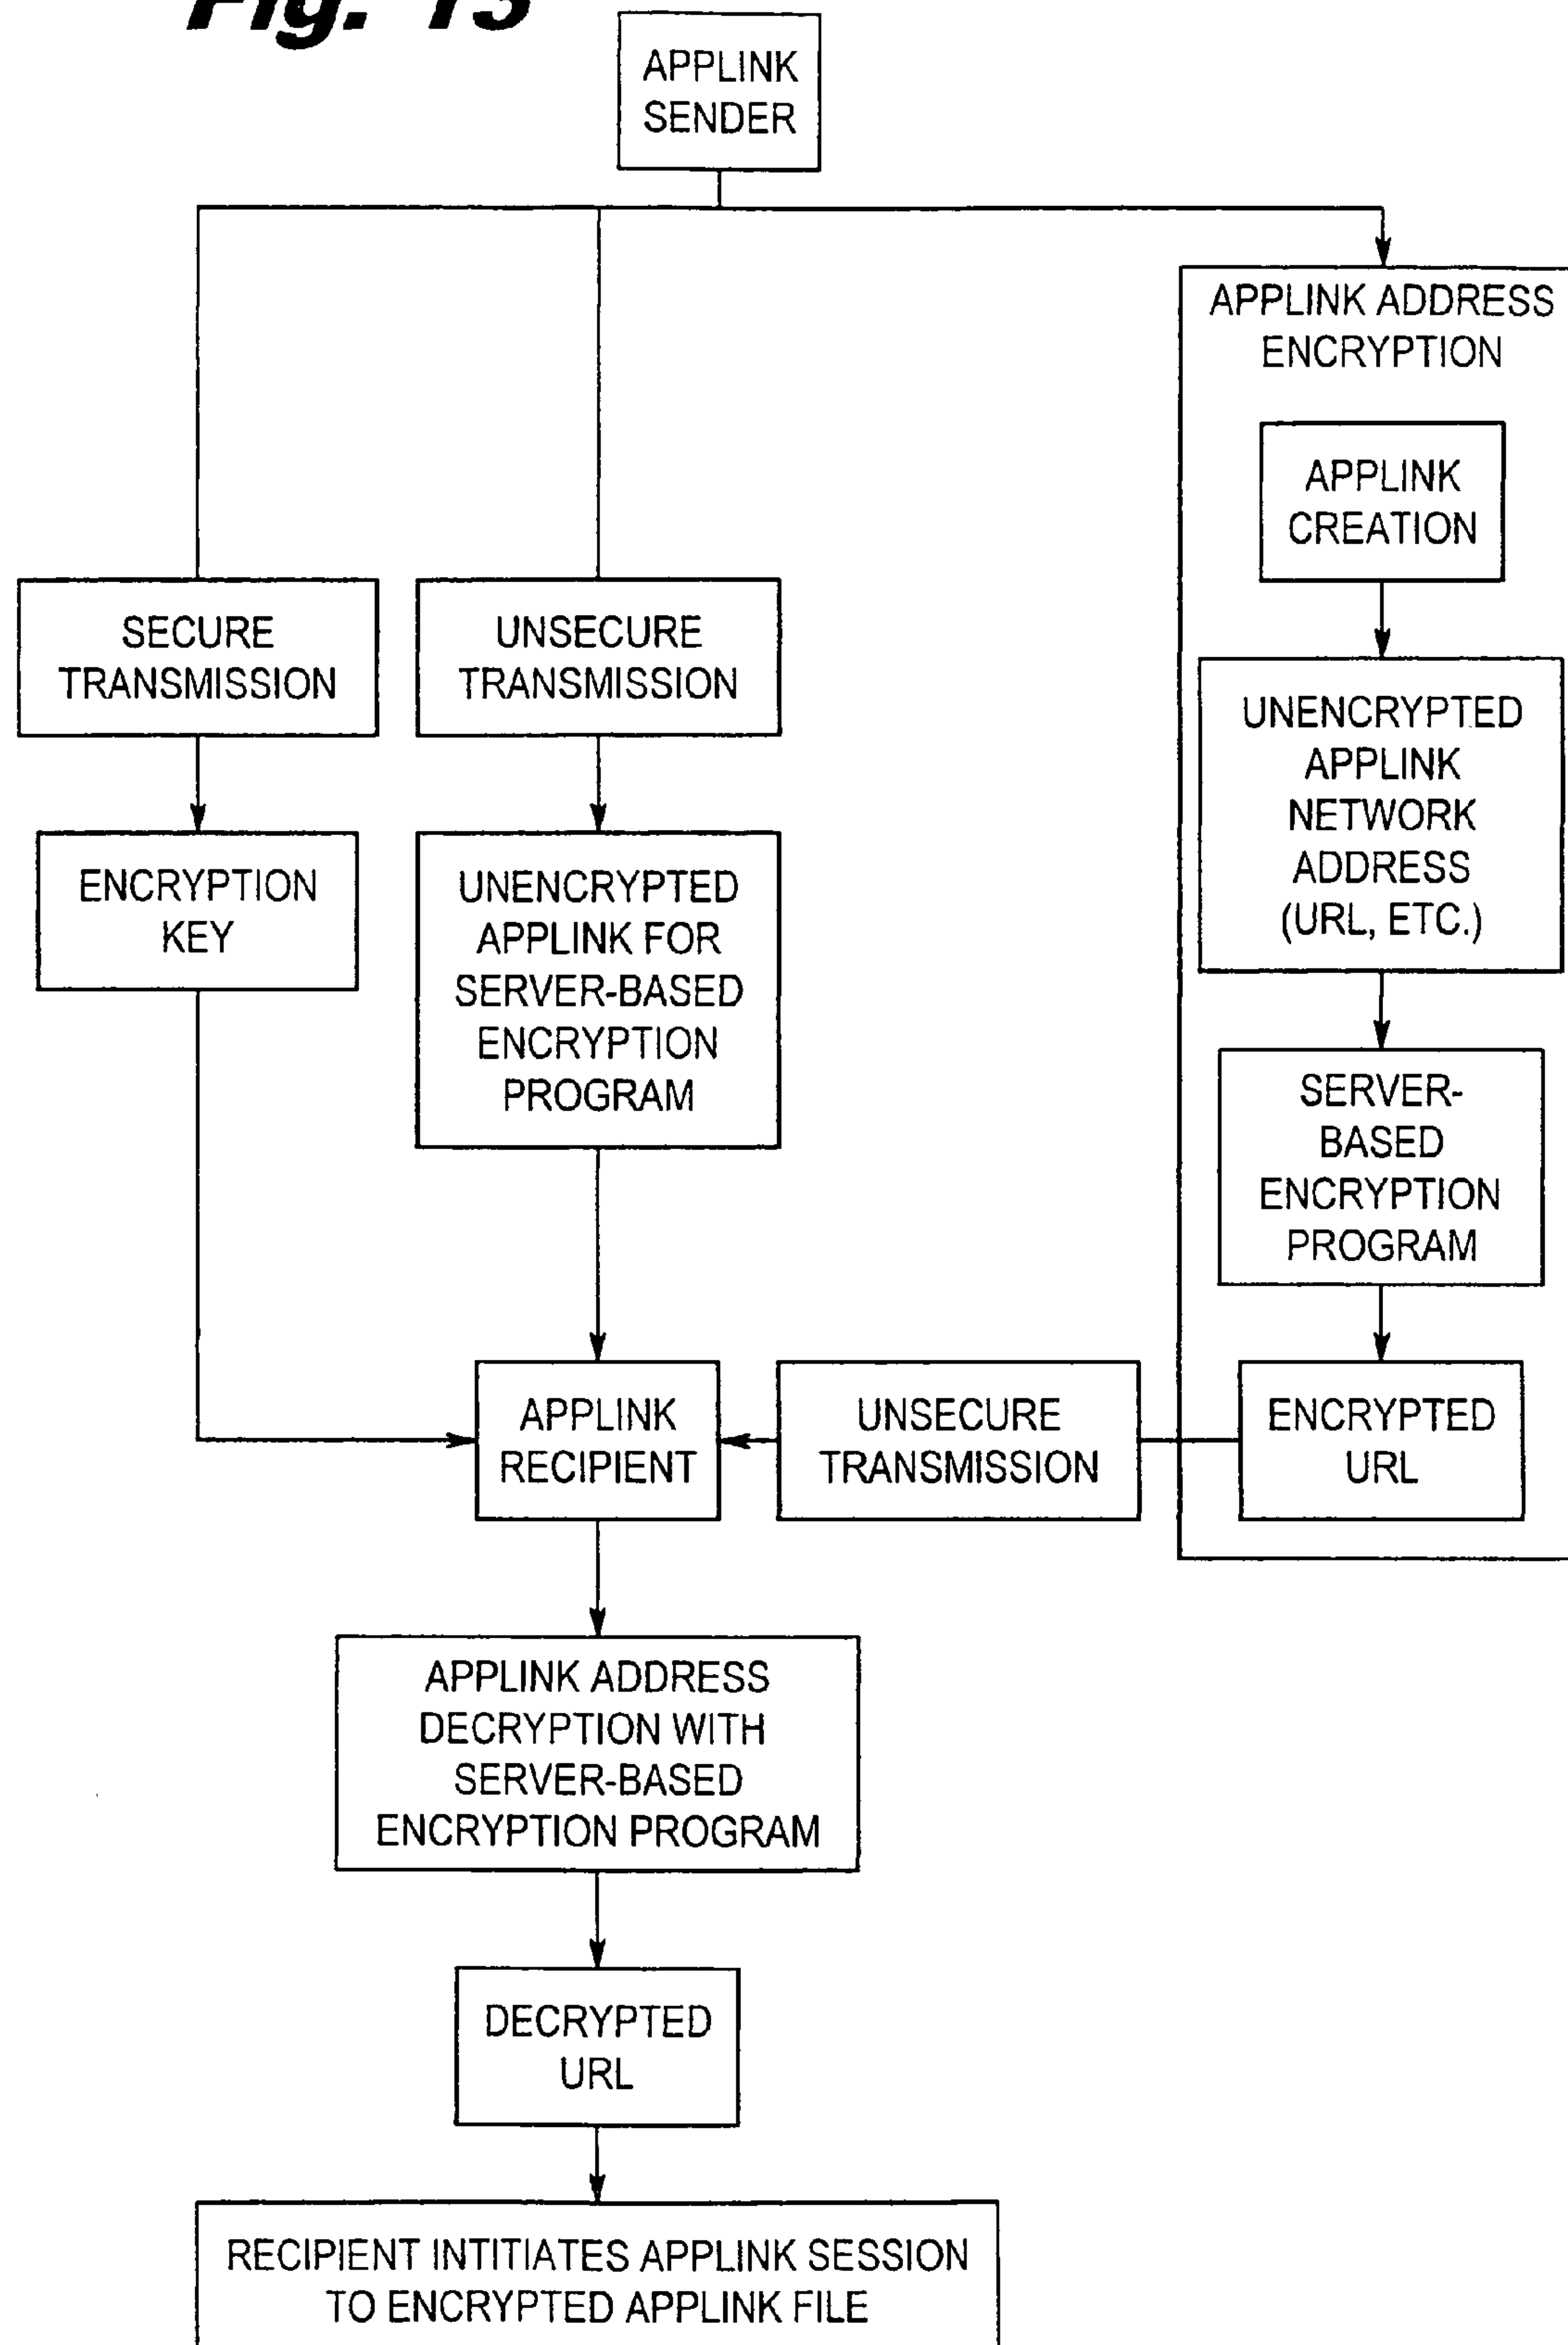 Fig. 13
APPLINK
SENDER
APPLINK ADDRESS
ENCRYPTION
APPLINK
CREATION
SECURE
TRANSMISSION
UNSECURE
TRANSMISSION
UNENCRYPTED
APPLINK
NETWORK
ADDRESS
(URL, ETC.)
ENCRYPTION
KEY
UNENCRYPTED
APPLINK FOR
SERVER-BASED
ENCRYPTION
PROGRAM
SERVER-
BASED
ENCRYPTION
PROGRAM
APPLINK
RECIPIENT
UNSECURE
TRANSMISSION
ENCRYPTED
URL
APPLINK ADDRESS
DECRYPTION WITH
SERVER-BASED
ENCRYPTION PROGRAM
DECRYPTED
URL
RECIPIENT INTITIATES APPLINK SESSION
TO ENCRYPTED APPLINK FILE